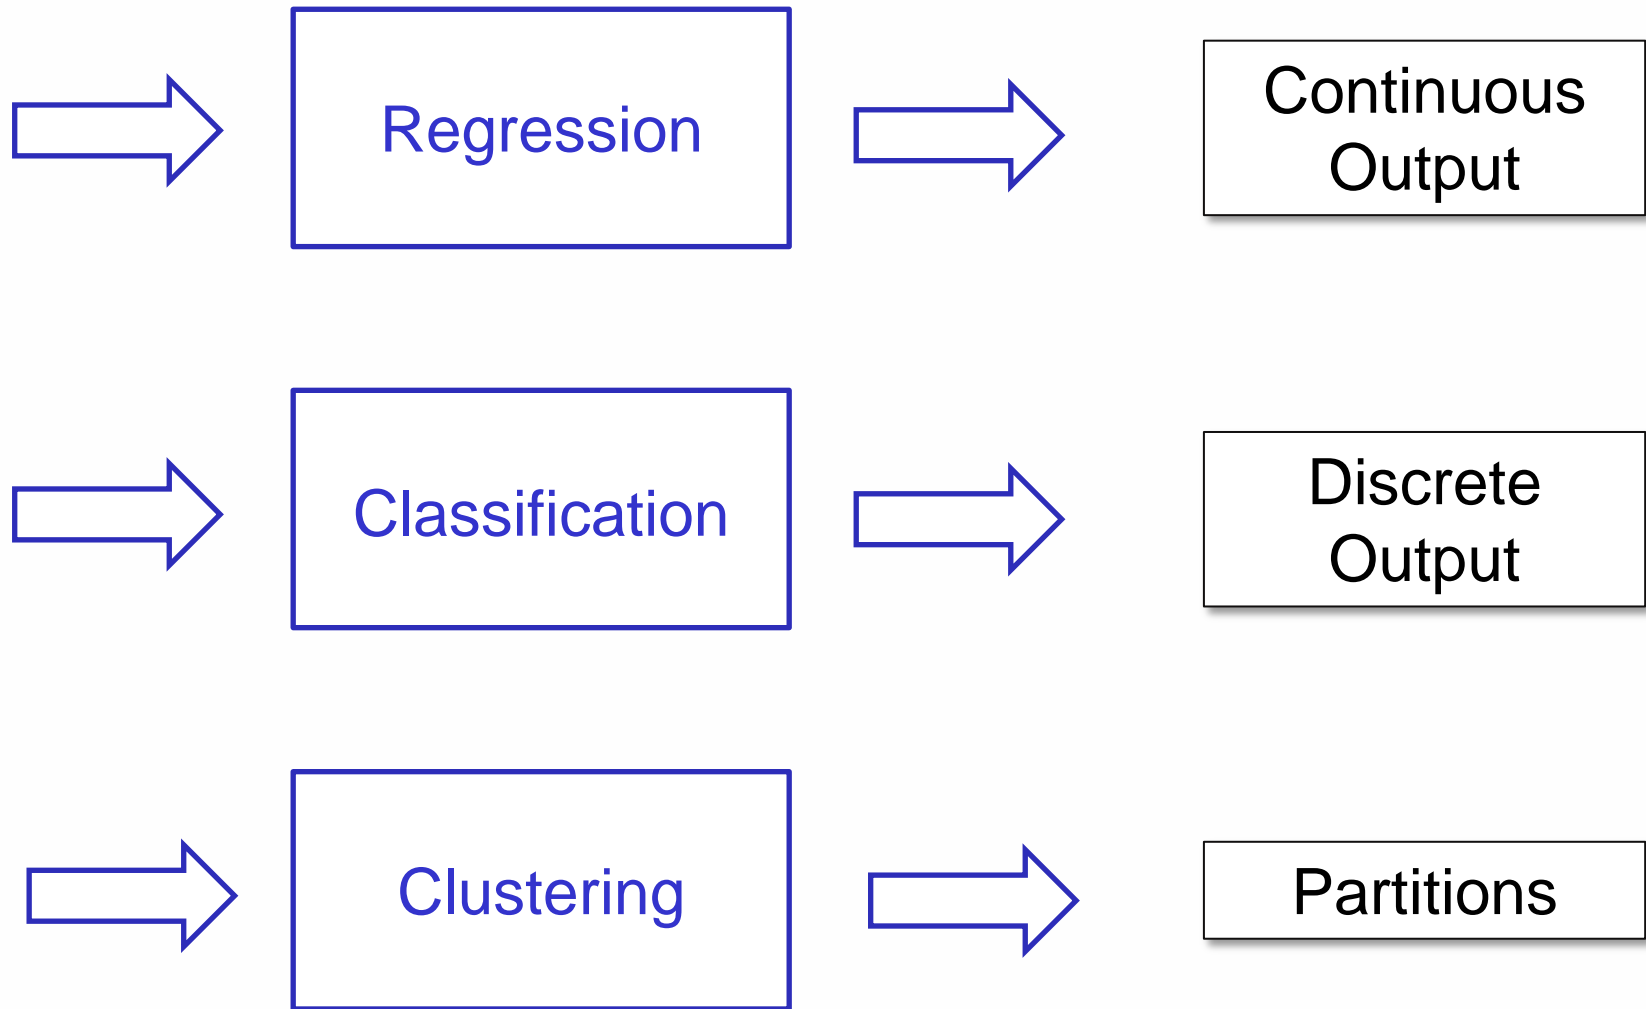 Regression
Continuous
Output
Classification
Discrete
Output
Clustering
Partitions